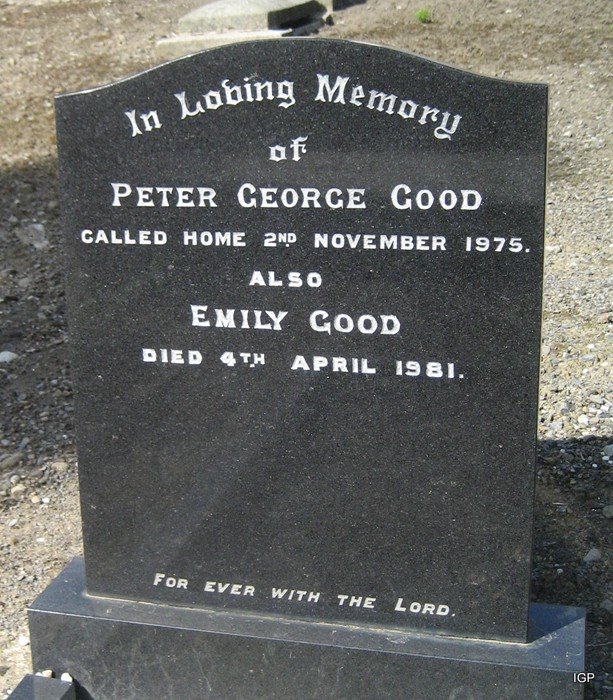 In Loving Memory
of
PETER GEORGE GOOD
CALLED HOME 2ND NOVEMBER 1975.
ALSO
EMILY GOOD
DIED 4TH APRIL 1981.
FOR EVER WITH THE LORD.
IGP